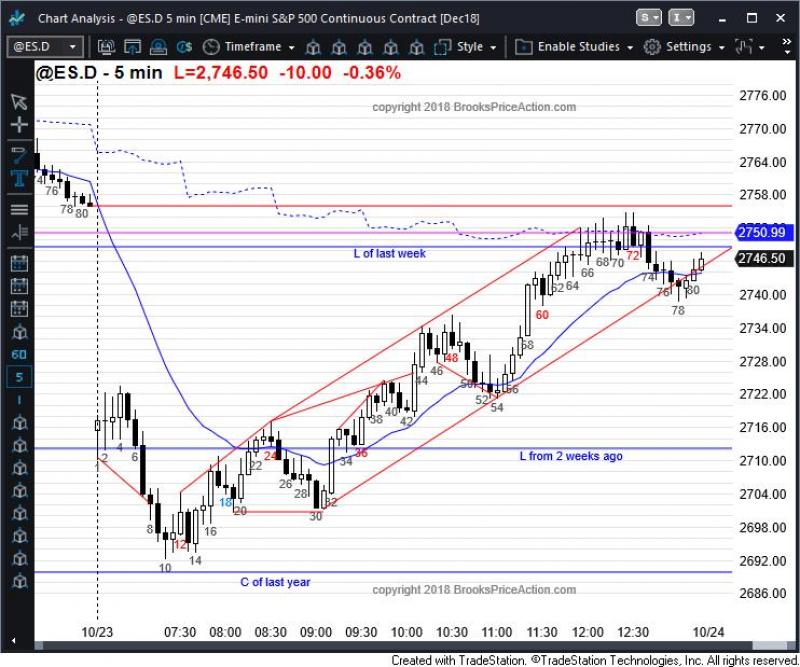 Chart Analysis - @ES.D 5 min [CME] E-mini S&P 500 Continuous Contract [Dec18]
S I
@ES.D Timeframe Style Enable Studies Settings
@ES.D - 5 min L=2,746.50 -10.00 -0.36%
copyright 2018 BrooksPriceAction.com
2776.00
2770.00
2764.00
2758.00
2750.99
2746.50
2740.00
2734.00
2728.00
2722.00
2716.00
2710.00
2704.00
2698.00
2692.00
2686.00
74 76 78 80
L of last week
L from 2 weeks ago
C of last year
2 4 6 8 10 12 14 16 18 20 22 24 26 28 30 32 34 36 38 40 42 44 46 48 50 52 54 56 58 60 62 64 66 68 70 72 74 76 78 80
60
5
copyright 2018 BrooksPriceAction.com
10/23 07:30 08:00 08:30 09:00 09:30 10:00 10:30 11:00 11:30 12:00 12:30 10/24
Created with TradeStation. ©TradeStation Technologies, Inc. All rights reserved.